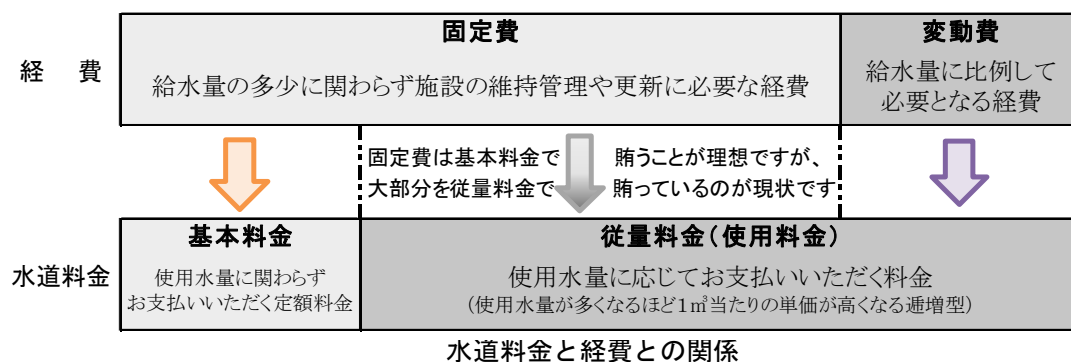 経　費
固定費
給水量の多少に関わらず施設の維持管理や更新に必要な経費
変動費
給水量に比例して
必要となる経費
固定費は基本料金で 賄うことが理想ですが、
大部分を従量料金で 賄っているのが現状です
水道料金
基本料金
使用水量に関わらず
お支払いいただく定額料金
従量料金（使用料金）
使用水量に応じてお支払いいただく料金
（使用水量が多くなるほど1㎥当たりの単価が高くなる逓増型）
水道料金と経費との関係